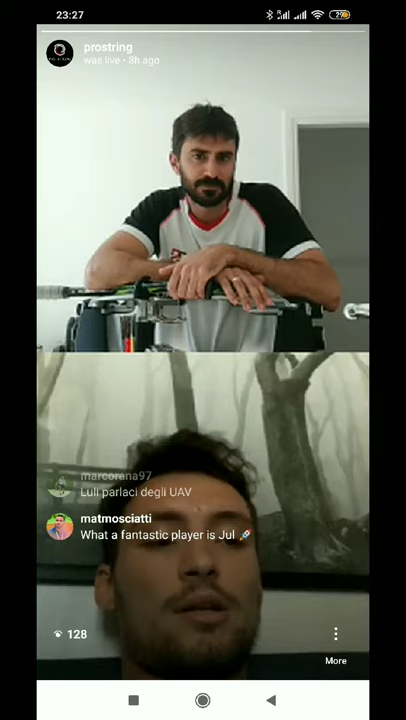 23:27
29
prostring
was live • 8h ago
marcorana97
Luli parlaci degli UAV
matmosciatti
What a fantastic player is Jul 🚀
128
More